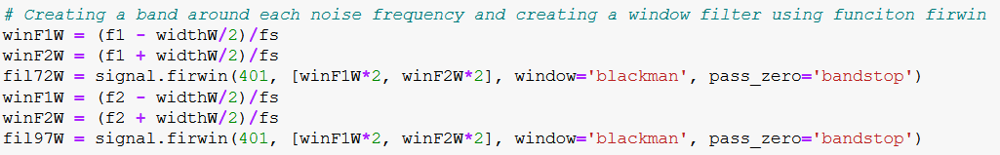 # Creating a band around each noise frequency and creating a window filter using funciton firwin
winF1W = (f1 - widthW/2)/fs
winF2W = (f1 + widthW/2)/fs
fil72W = signal.firwin(401, [winF1W*2, winF2W*2], window='blackman', pass_zero='bandstop')
winF1W = (f2 - widthW/2)/fs
winF2W = (f2 + widthW/2)/fs
fil97W = signal.firwin(401, [winF1W*2, winF2W*2], window='blackman', pass_zero='bandstop')